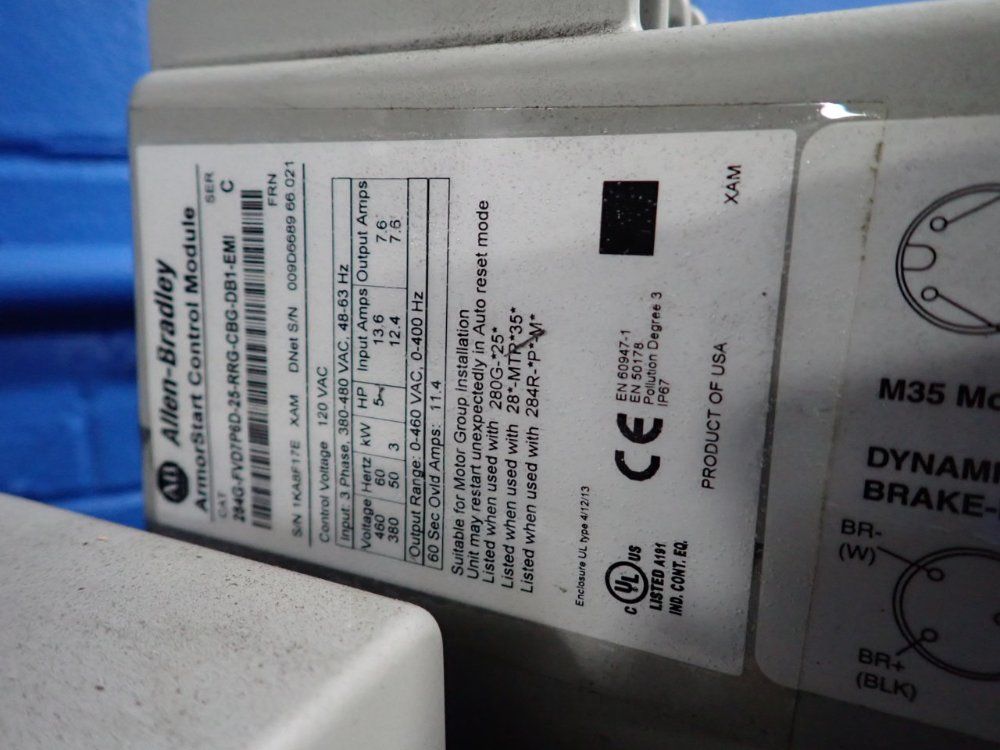 AB Allen-Bradley
ArmorStart Control Module
CAT SER
284G-FVD7P6D-25-RRG-CBG-DB1-EMI C
FRN
S/N 1KABF17E XAM DNet S/N 009D6689 66.021
Control Voltage 120 VAC
Input: 3 Phase, 380-480 VAC, 48-63 Hz
Voltage Hertz kW HP Input Amps Output Amps
460 60 5 13.6 7.6
380 50 3 12.4 7.6
Output Range: 0-460 VAC, 0-400 Hz
60 Sec Ovld Amps: 11.4
Suitable for Motor Group Installation
Unit may restart unexpectedly in Auto reset mode
Listed when used with 280G-*25*
Listed when used with 28*-MTR*35*
Listed when used with 284R-*P*-M*
Enclosure UL type 4/12/13
C UL US
LISTED A191
IND. CONT. EQ.
CE
EN 60947-1
EN 50178
Pollution Degree 3
IP67
PRODUCT OF USA
XAM
M35
BR-
(W)
BR+
(BLK)